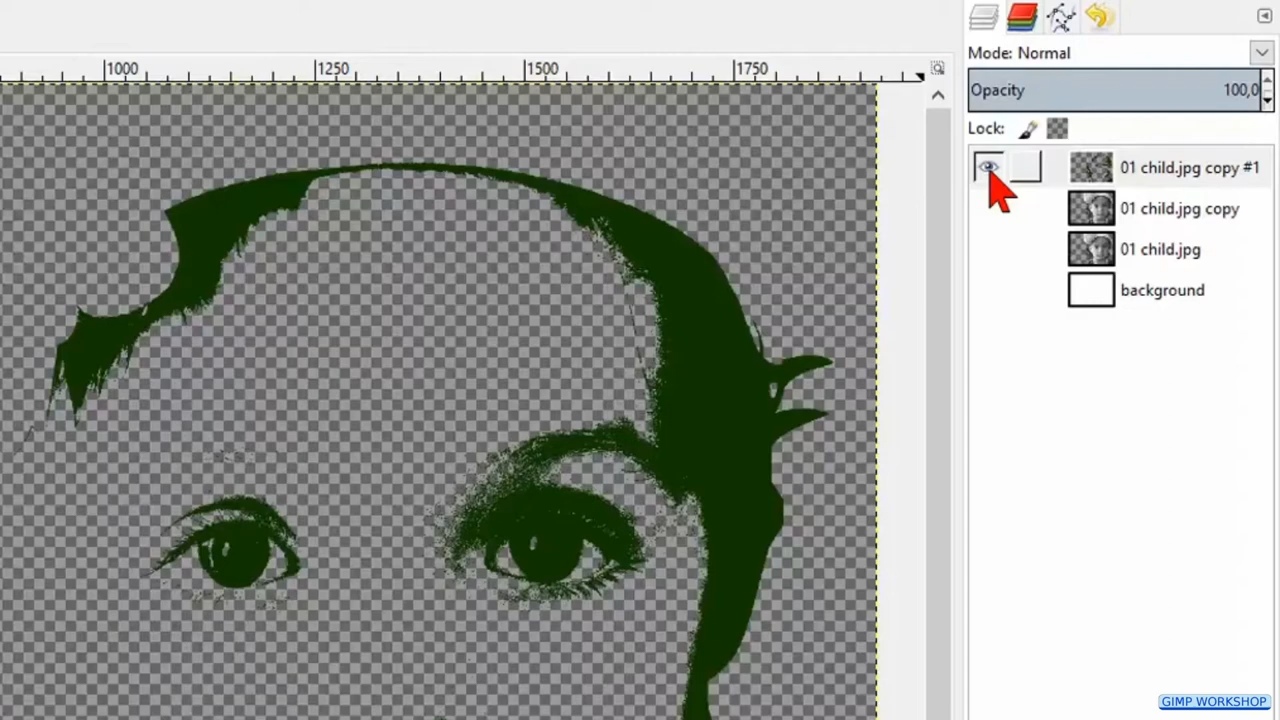 Mode: Normal
1000 1250 1500 1750
Opacity 100,0
Lock:
01 child.jpg copy #1
01 child.jpg copy
01 child.jpg
background
GIMP WORKSHOP